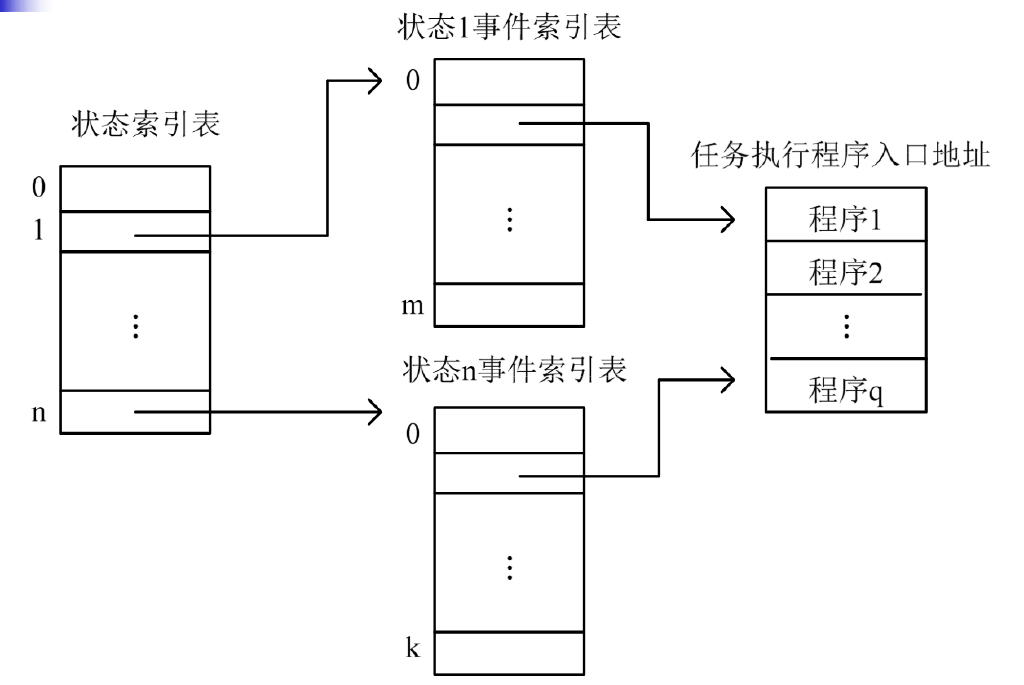 状态索引表
0
1
⋮
n
状态1事件索引表
0
⋮
m
状态n事件索引表
0
⋮
k
任务执行程序入口地址
程序1
程序2
⋮
程序q